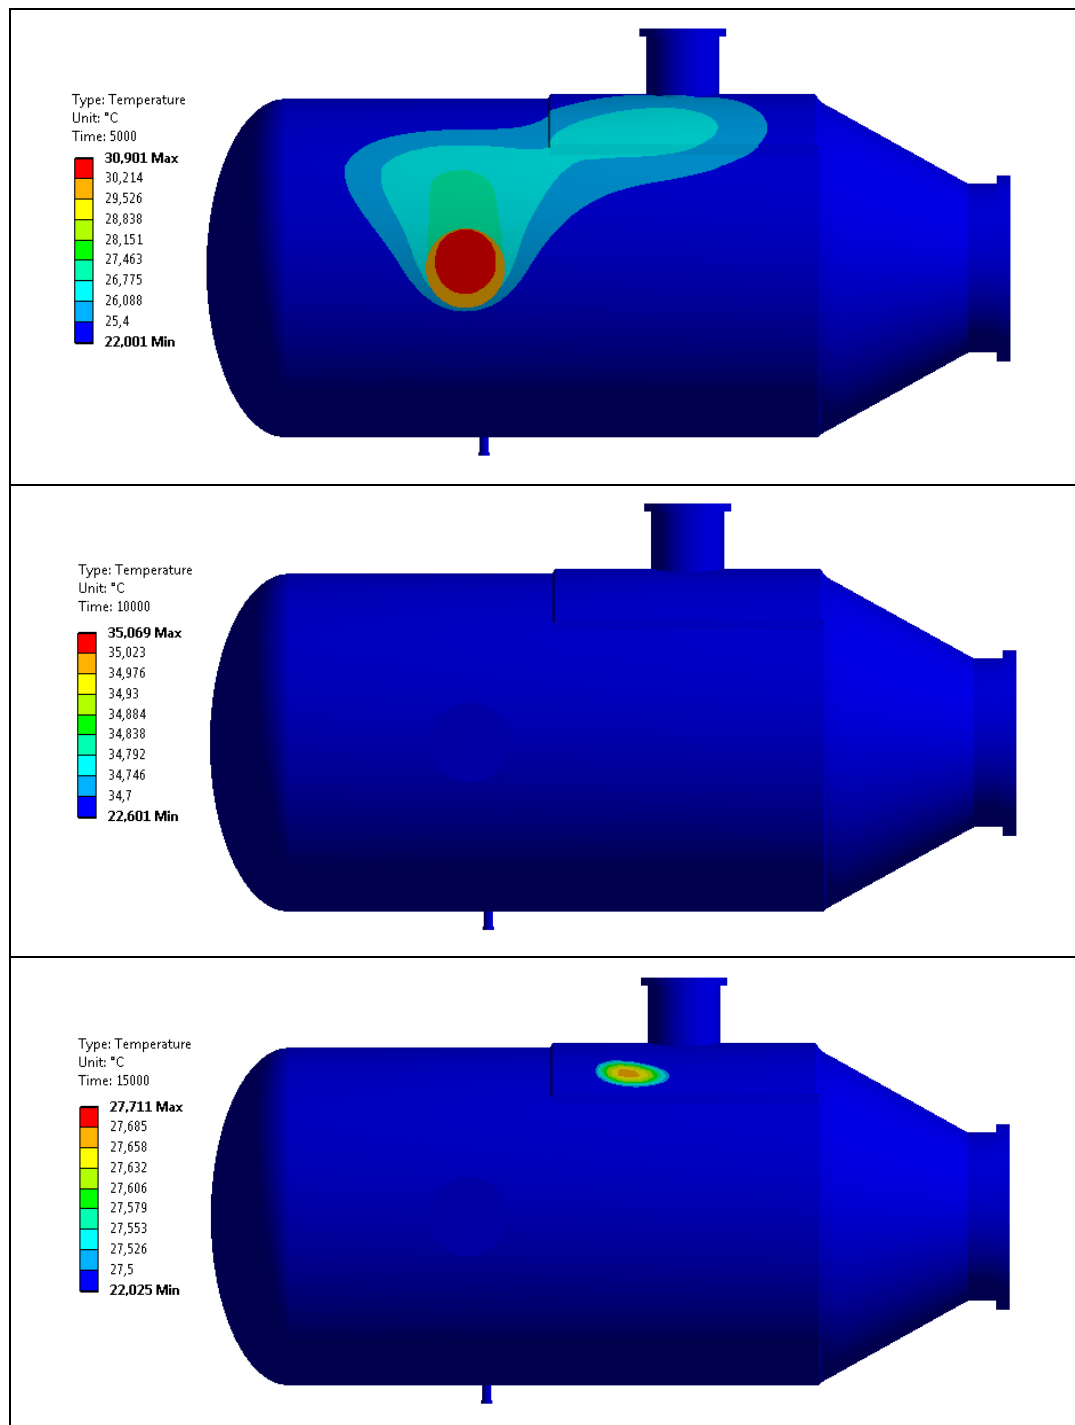 Type: Temperature
Unit: °C
Time: 5000
30,901 Max
30,214
29,526
28,838
28,151
27,463
26,775
26,088
25,4
22,001 Min
Type: Temperature
Unit: °C
Time: 10000
35,069 Max
35,023
34,976
34,93
34,884
34,838
34,792
34,746
34,7
22,601 Min
Type: Temperature
Unit: °C
Time: 15000
27,711 Max
27,685
27,658
27,632
27,606
27,579
27,553
27,526
27,5
22,025 Min